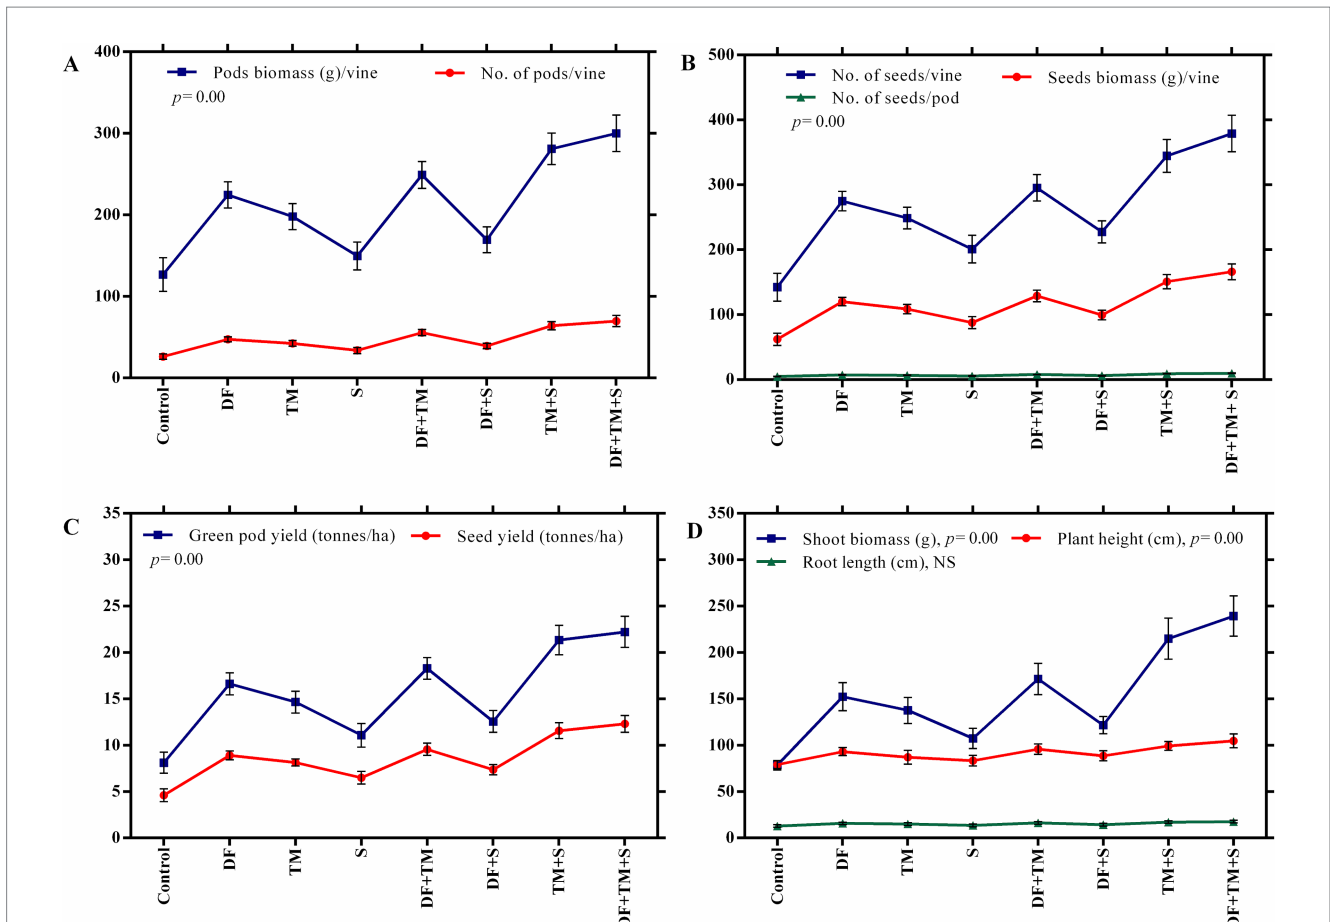 A
Pods biomass (g)/vine
No. of pods/vine
p= 0.00
400
300
200
100
0
Control
DF
TM
S
DF+TM
DF+S
TM+S
DF+TM+S
B
No. of seeds/vine
Seeds biomass (g)/vine
No. of seeds/pod
p= 0.00
500
400
300
200
100
0
Control
DF
TM
S
DF+TM
DF+S
TM+S
DF+TM+ S
C
Green pod yield (tonnes/ha)
Seed yield (tonnes/ha)
p= 0.00
35
30
25
20
15
10
5
0
Control
DF
TM
S
DF+TM
DF+S
TM+S
DF+TM+S
D
Shoot biomass (g), p= 0.00
Plant height (cm), p= 0.00
Root length (cm), NS
350
300
250
200
150
100
50
0
Control
DF
TM
S
DF+TM
DF+S
TM+S
DF+TM+S